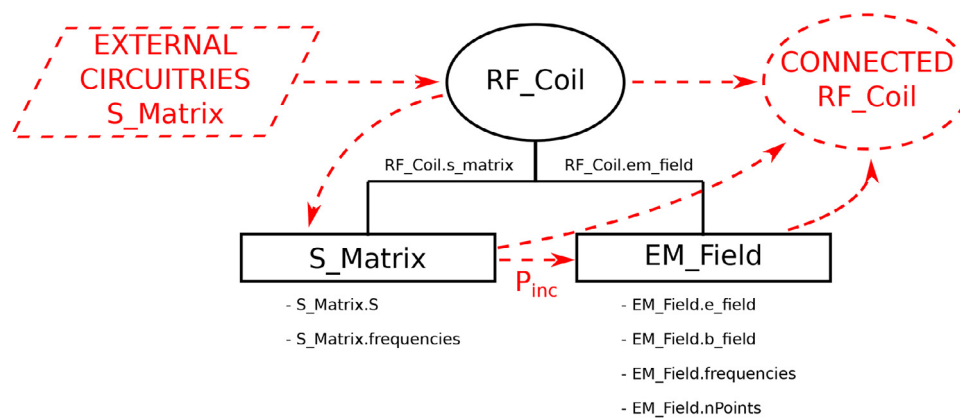 EXTERNAL
CIRCUITRIES
S_Matrix
RF_Coil
CONNECTED
RF_Coil
RF_Coil.s_matrix
RF_Coil.em_field
S_Matrix
P_inc
EM_Field
- S_Matrix.S
- S_Matrix.frequencies
- EM_Field.e_field
- EM_Field.b_field
- EM_Field.frequencies
- EM_Field.nPoints